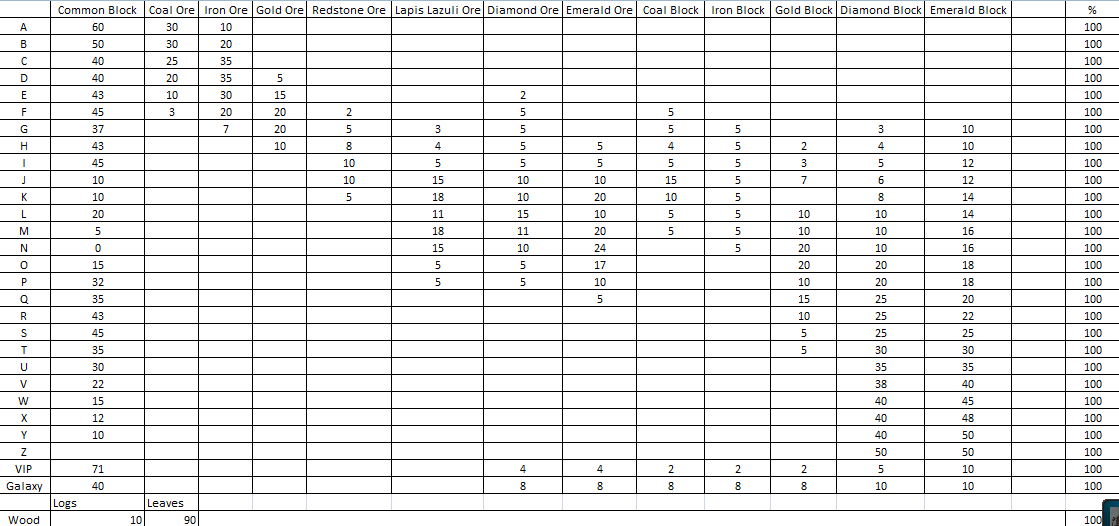 Common Block Coal Ore Iron Ore Gold Ore Redstone Ore Lapis Lazuli Ore Diamond Ore Emerald Ore Coal Block Iron Block Gold Block Diamond Block Emerald Block %
A 60 30 10 100
B 50 30 20 100
C 40 25 35 100
D 40 20 35 5 100
E 43 10 30 15 2 100
F 45 3 20 20 2 5 5 100
G 37 7 20 5 3 5 5 5 3 10 100
H 43 10 8 4 5 5 4 5 2 4 10 100
I 45 10 5 5 5 5 5 3 5 12 100
J 10 10 15 10 10 15 5 7 6 12 100
K 10 5 18 10 20 10 5 8 14 100
L 20 11 15 10 5 5 10 10 14 100
M 5 18 11 20 5 5 10 10 16 100
N 0 15 10 24 5 20 10 16 100
O 15 5 5 17 20 20 18 100
P 32 5 5 10 10 20 18 100
Q 35 5 15 25 20 100
R 43 10 25 22 100
S 45 5 25 25 100
T 35 5 30 30 100
U 30 35 35 100
V 22 38 40 100
W 15 40 45 100
X 12 40 48 100
Y 10 40 50 100
Z 50 50 100
VIP 71 4 4 2 2 2 5 10 100
Galaxy 40 8 8 8 8 8 10 10 100
Logs Leaves
Wood 10 90 100